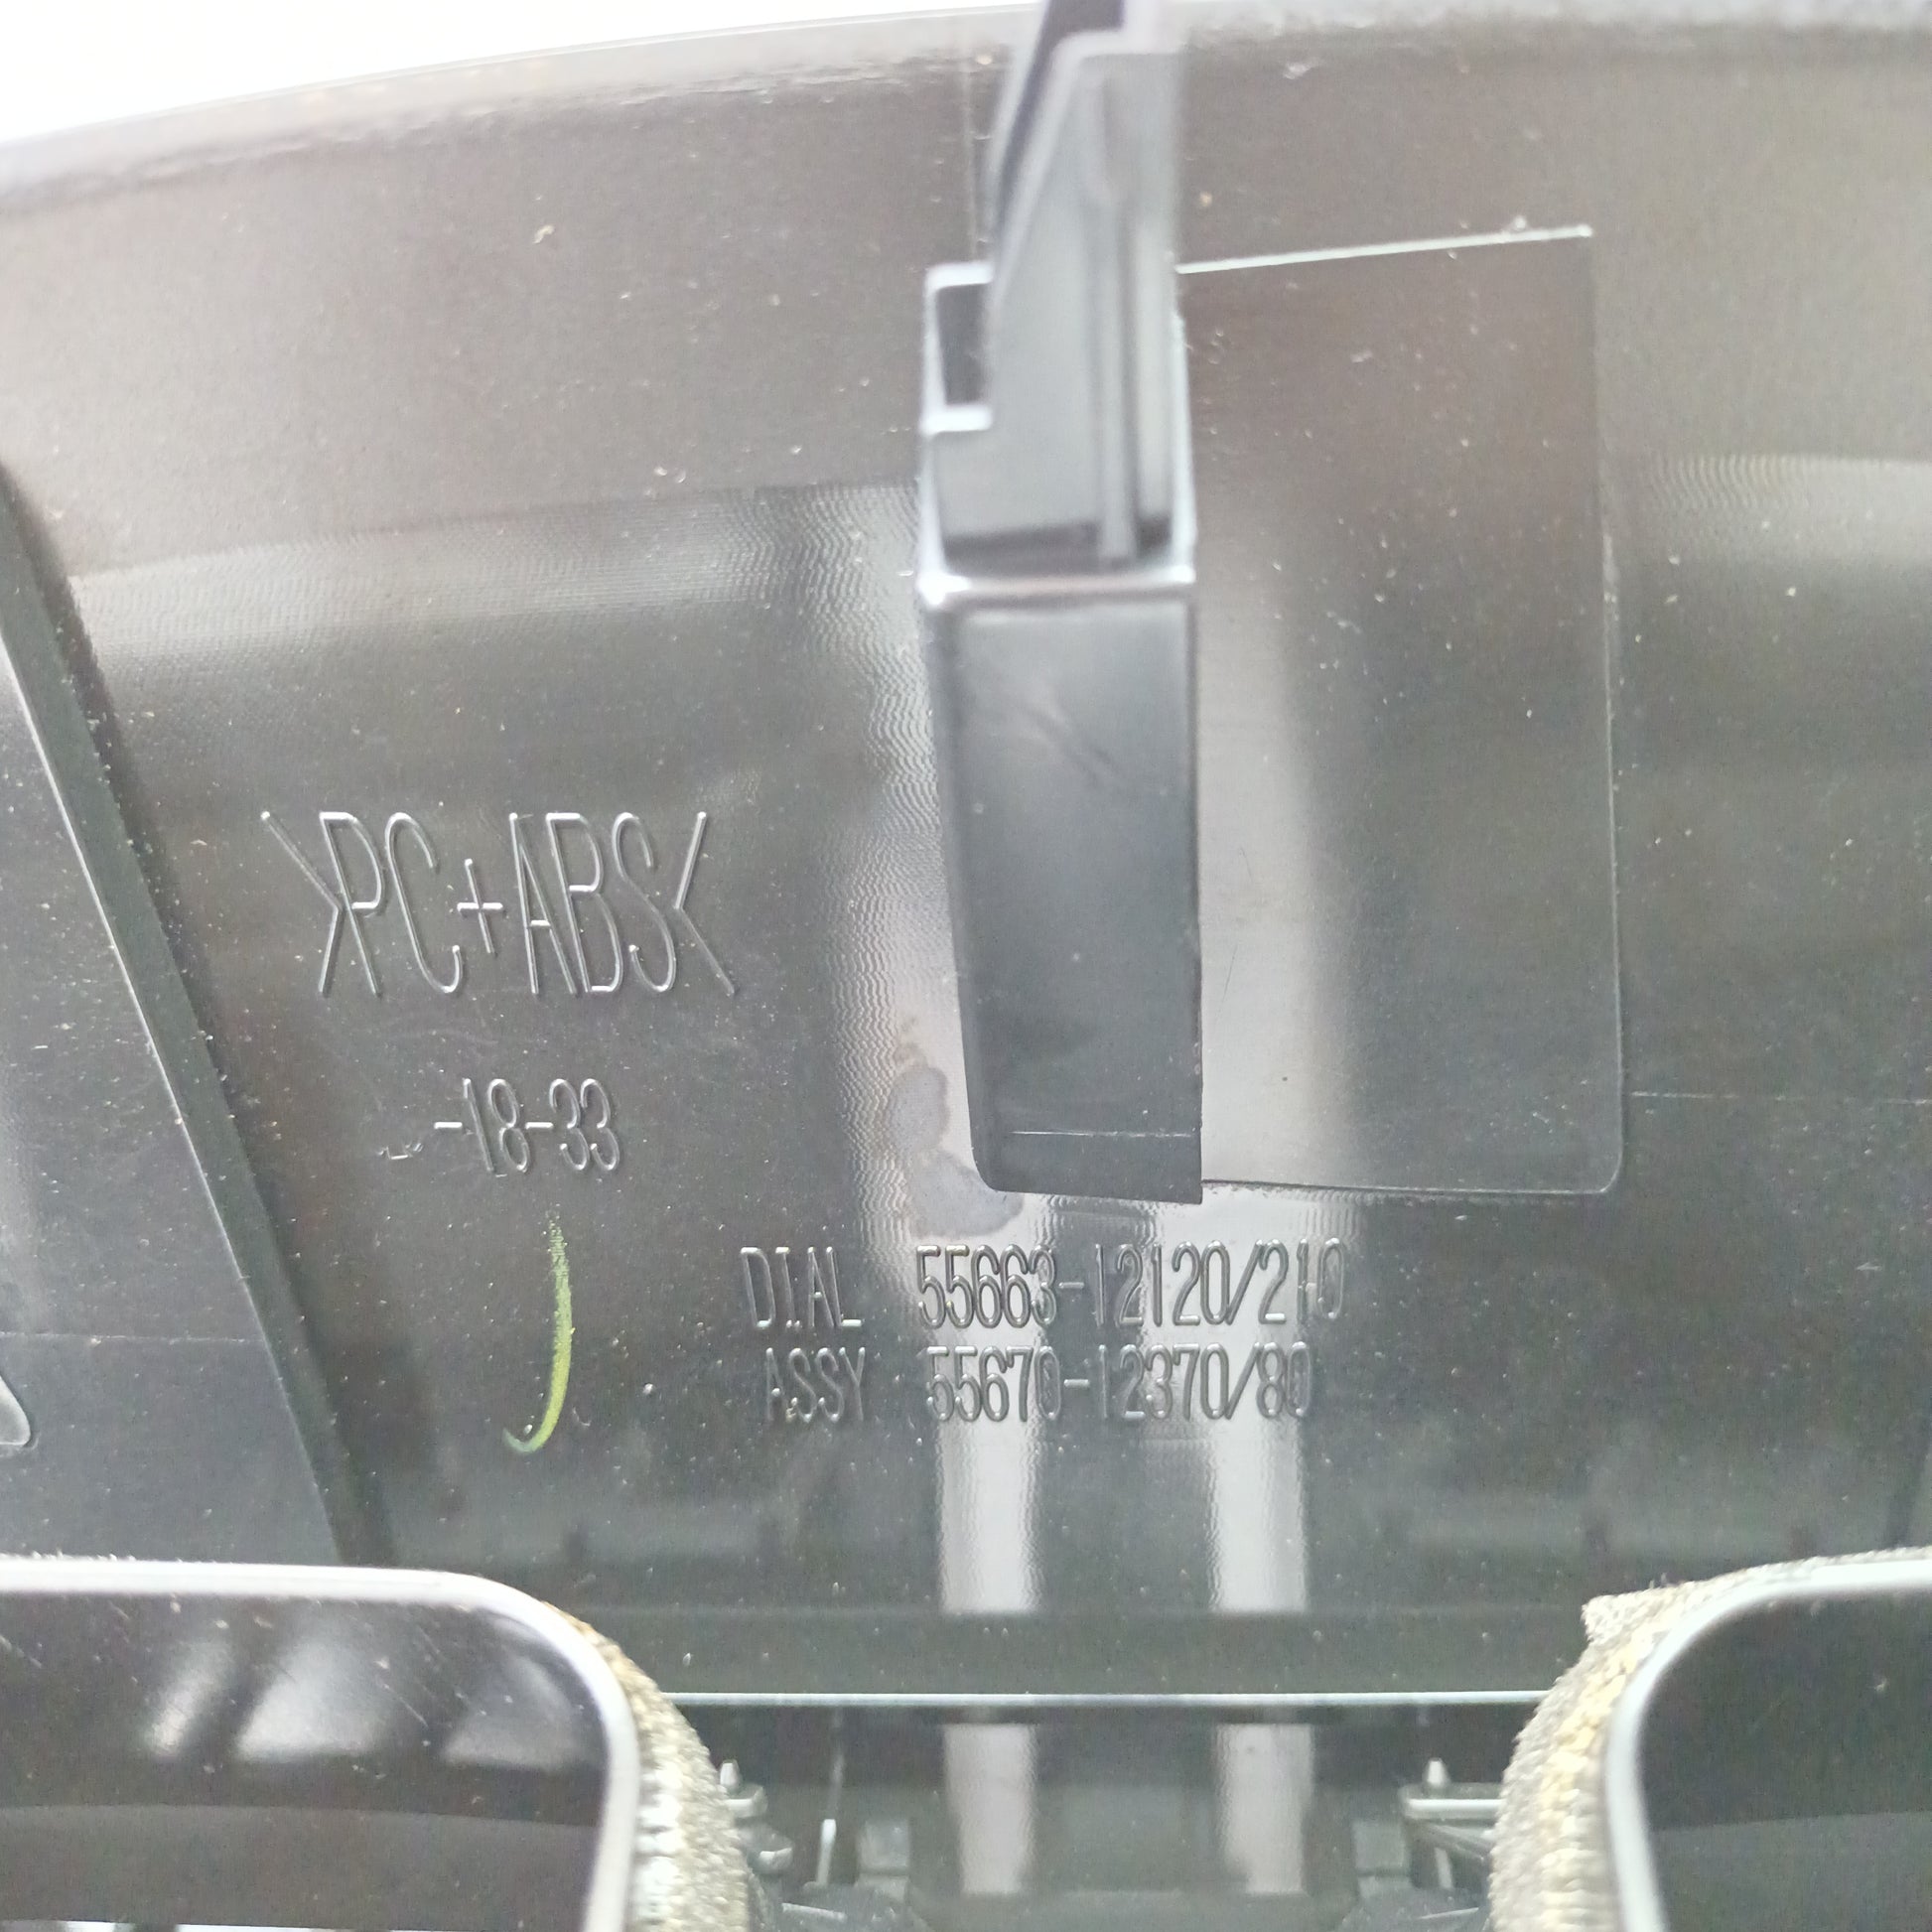 >PC+ABS<
-18-33
DIAL 55663-12120/210
ASSY 55670-12370/80